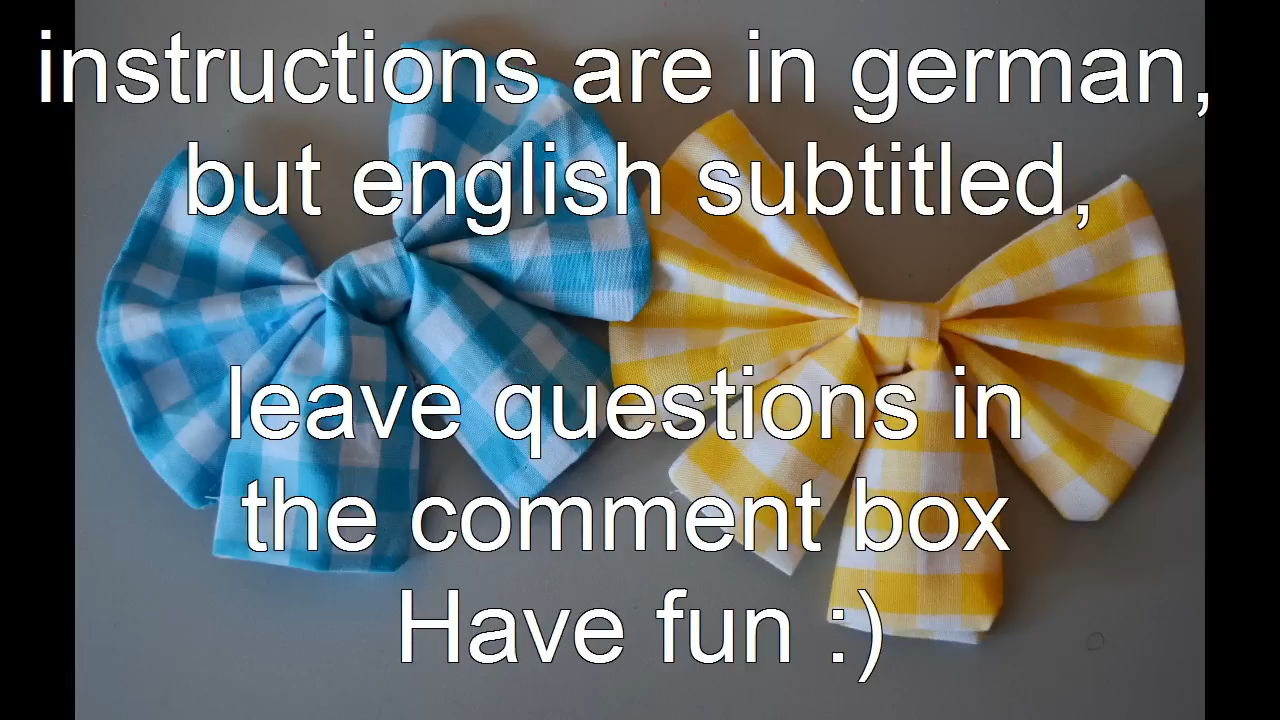 instructions are in german,
but english subtitled,
leave questions in
the comment box
Have fun :)